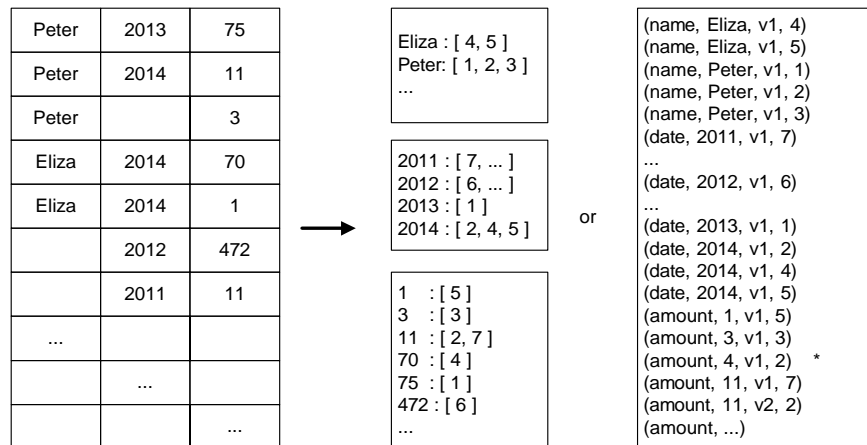 Peter 2013 75
Peter 2014 11
Peter 3
Eliza 2014 70
Eliza 2014 1
2012 472
2011 11
...
...
...
Eliza : [ 4, 5 ]
Peter: [ 1, 2, 3 ]
...
2011 : [ 7, ... ]
2012 : [ 6, ... ]
2013 : [ 1 ]
2014 : [ 2, 4, 5 ]
1 : [ 5 ]
3 : [ 3 ]
11 : [ 2, 7 ]
70 : [ 4 ]
75 : [ 1 ]
472 : [ 6 ]
...
or
(name, Eliza, v1, 4)
(name, Eliza, v1, 5)
(name, Peter, v1, 1)
(name, Peter, v1, 2)
(name, Peter, v1, 3)
(date, 2011, v1, 7)
...
(date, 2012, v1, 6)
...
(date, 2013, v1, 1)
(date, 2014, v1, 2)
(date, 2014, v1, 4)
(date, 2014, v1, 5)
(amount, 1, v1, 5)
(amount, 3, v1, 3)
(amount, 4, v1, 2) *
(amount, 11, v1, 7)
(amount, 11, v2, 2)
(amount, ...)